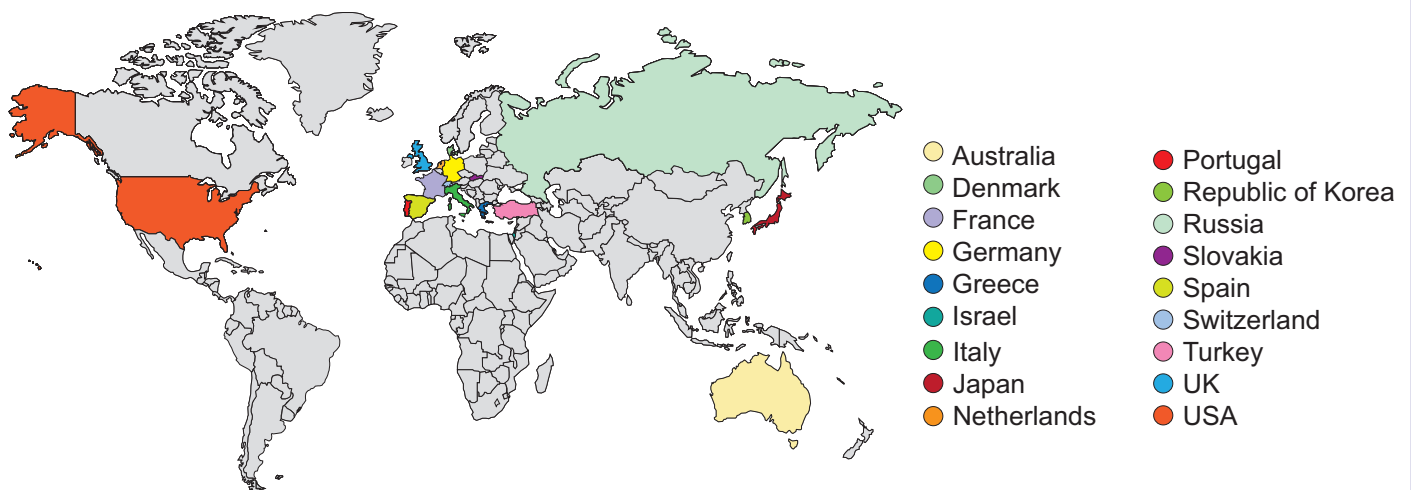 Australia
Denmark
France
Germany
Greece
Israel
Italy
Japan
Netherlands
Portugal
Republic of Korea
Russia
Slovakia
Spain
Switzerland
Turkey
UK
USA